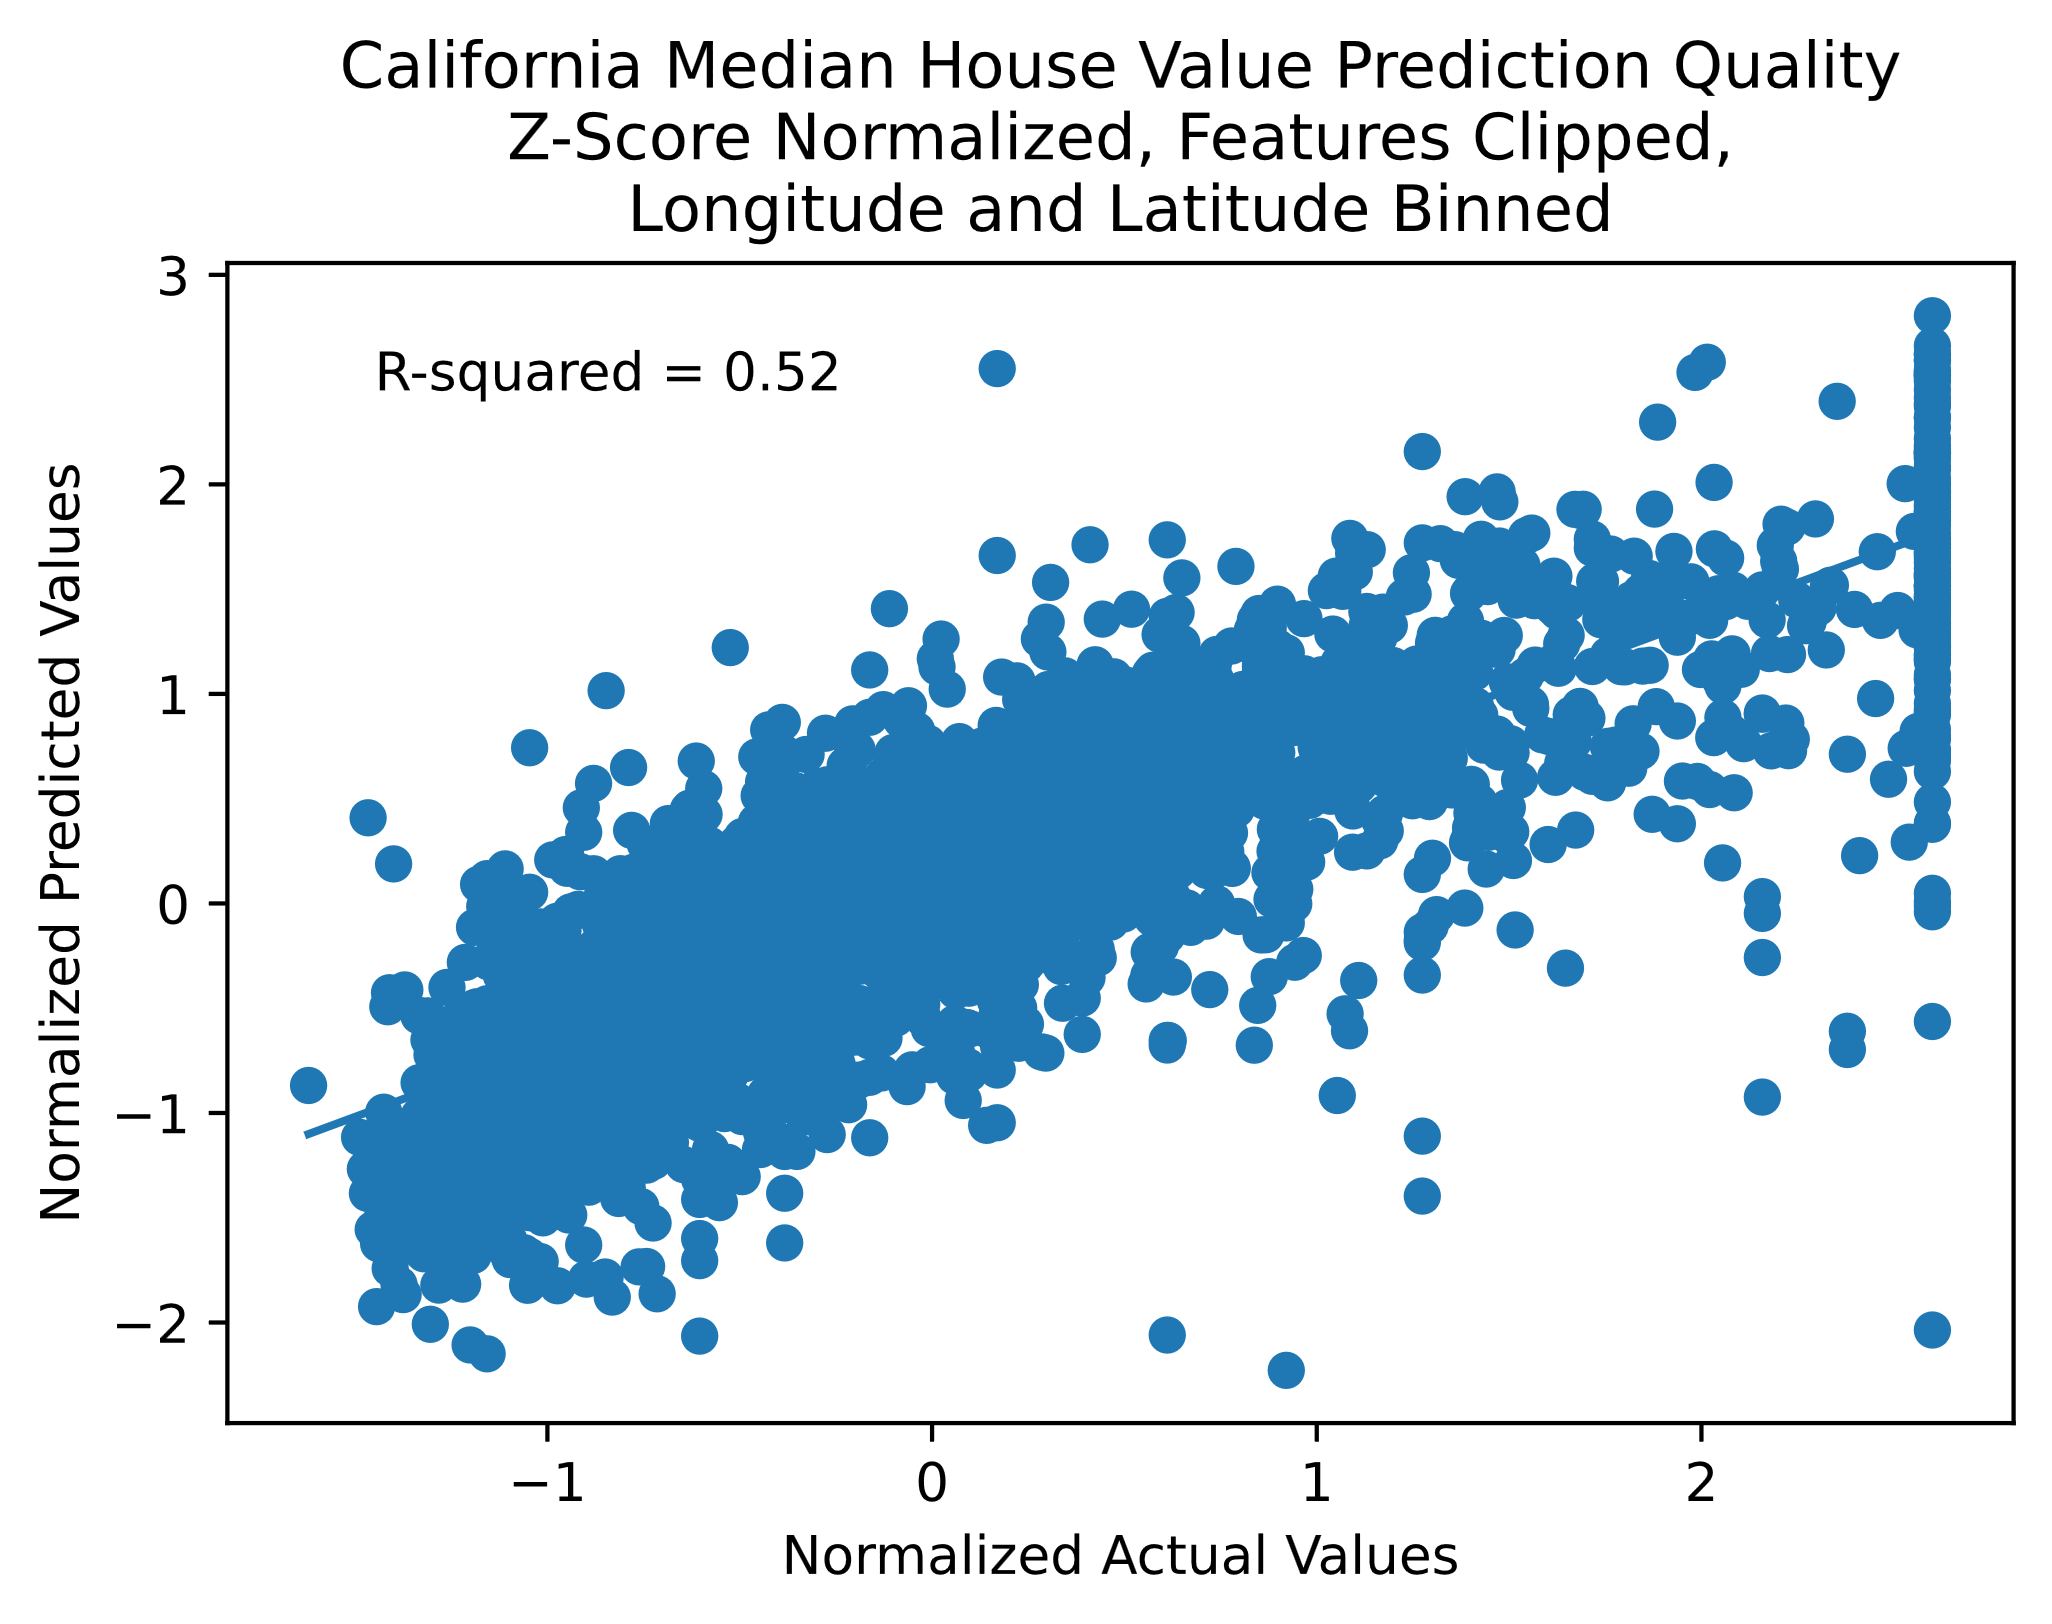 California Median House Value Prediction Quality
Z-Score Normalized, Features Clipped,
Longitude and Latitude Binned
R-squared = 0.52
Normalized Predicted Values
3
2
1
0
−1
−2
−1
0
1
2
Normalized Actual Values